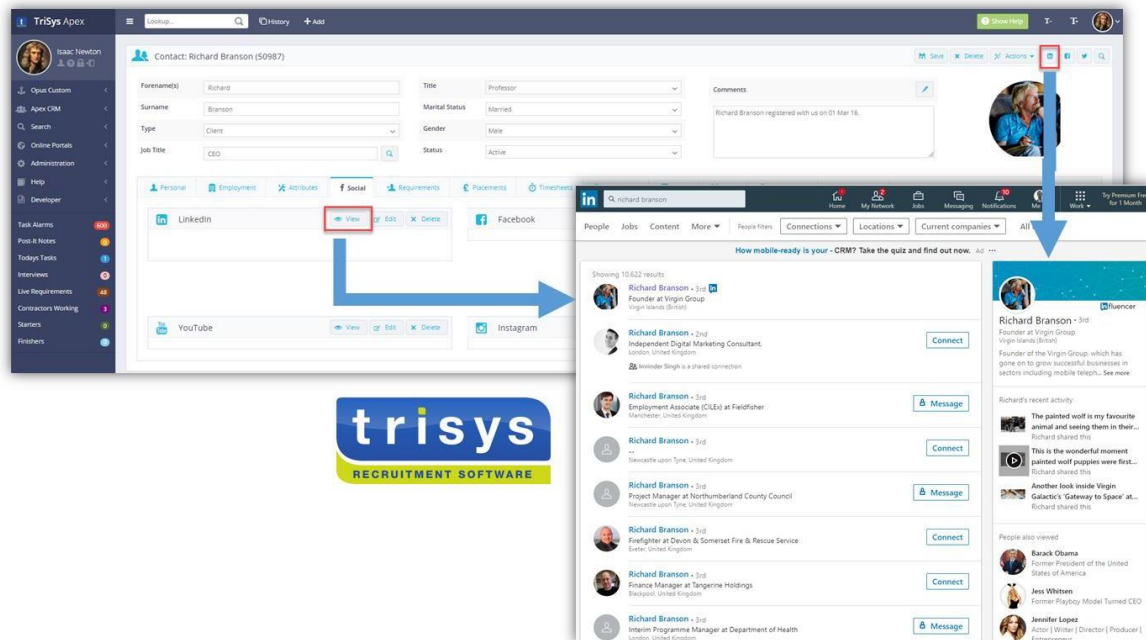 t TriSys Apex
Lookup...
History
Add
Show Help
T-
T-
Isaac Newton
Opus Custom
Apex CRM
Search
Online Portals
Administration
Help
Developer
Task Alarms 600
Post-It Notes 0
Todays Tasks 1
Interviews 0
Live Requirements 48
Contractors Working 3
Starters 0
Finishers 0
Contact: Richard Branson (50987)
Save
Delete
Actions
Forename(s) Richard
Surname Branson
Type Client
Job Title CEO
Title Professor
Marital Status Married
Gender Male
Status Active
Comments
Richard Branson registered with us on 01 Mar 16.
Personal
Employment
Attributes
Social
Requirements
Placements
Timesheets
LinkedIn
View Edit Delete
Facebook
YouTube
View Edit Delete
Instagram
trisys
RECRUITMENT SOFTWARE
in richard branson
Home
My Network
Jobs
Messaging
Notifications
Me
Work
Try Premium Free
for 1 Month
People Jobs Content More People filters Connections Locations Current companies All
How mobile-ready is your - CRM? Take the quiz and find out now. Ad ...
Showing 10,622 results
Richard Branson • 3rd in
Founder at Virgin Group
Virgin Islands (British)
Richard Branson • 2nd
Independent Digital Marketing Consultant.
London, United Kingdom
is a shared connection
Connect
Richard Branson • 3rd
Employment Associate (CILEx) at Fieldfisher
Manchester, United Kingdom
Message
Richard Branson • 3rd
--
Newcastle upon Tyne, United Kingdom
Connect
Richard Branson • 3rd
Project Manager at Northumberland County Council
Newcastle upon Tyne, United Kingdom
Message
Richard Branson • 3rd
Firefighter at Devon & Somerset Fire & Rescue Service
Exeter, United Kingdom
Connect
Richard Branson • 3rd
Finance Manager at Tangerine Holdings
Blackpool, United Kingdom
Connect
Richard Branson • 3rd
Interim Programme Manager at Department of Health
London, United Kingdom
Message
influencer
Richard Branson • 3rd
Founder at Virgin Group
Virgin Islands (British)
Founder of the Virgin Group, which has
gone on to grow successful businesses in
sectors including mobile teleph... See more
Richard's recent activity
The painted wolf is my favourite
animal and seeing them in their...
Richard shared this
This is the wonderful moment
painted wolf puppies were first...
Richard shared this
Another look inside Virgin
Galactic's 'Gateway to Space' at...
Richard shared this
People also viewed
Barack Obama
Former President of the United
States of America
Jess Whitsen
Former Playboy Model Turned CEO
Jennifer Lopez
Actor | Writer | Director | Producer |
Entrepreneur